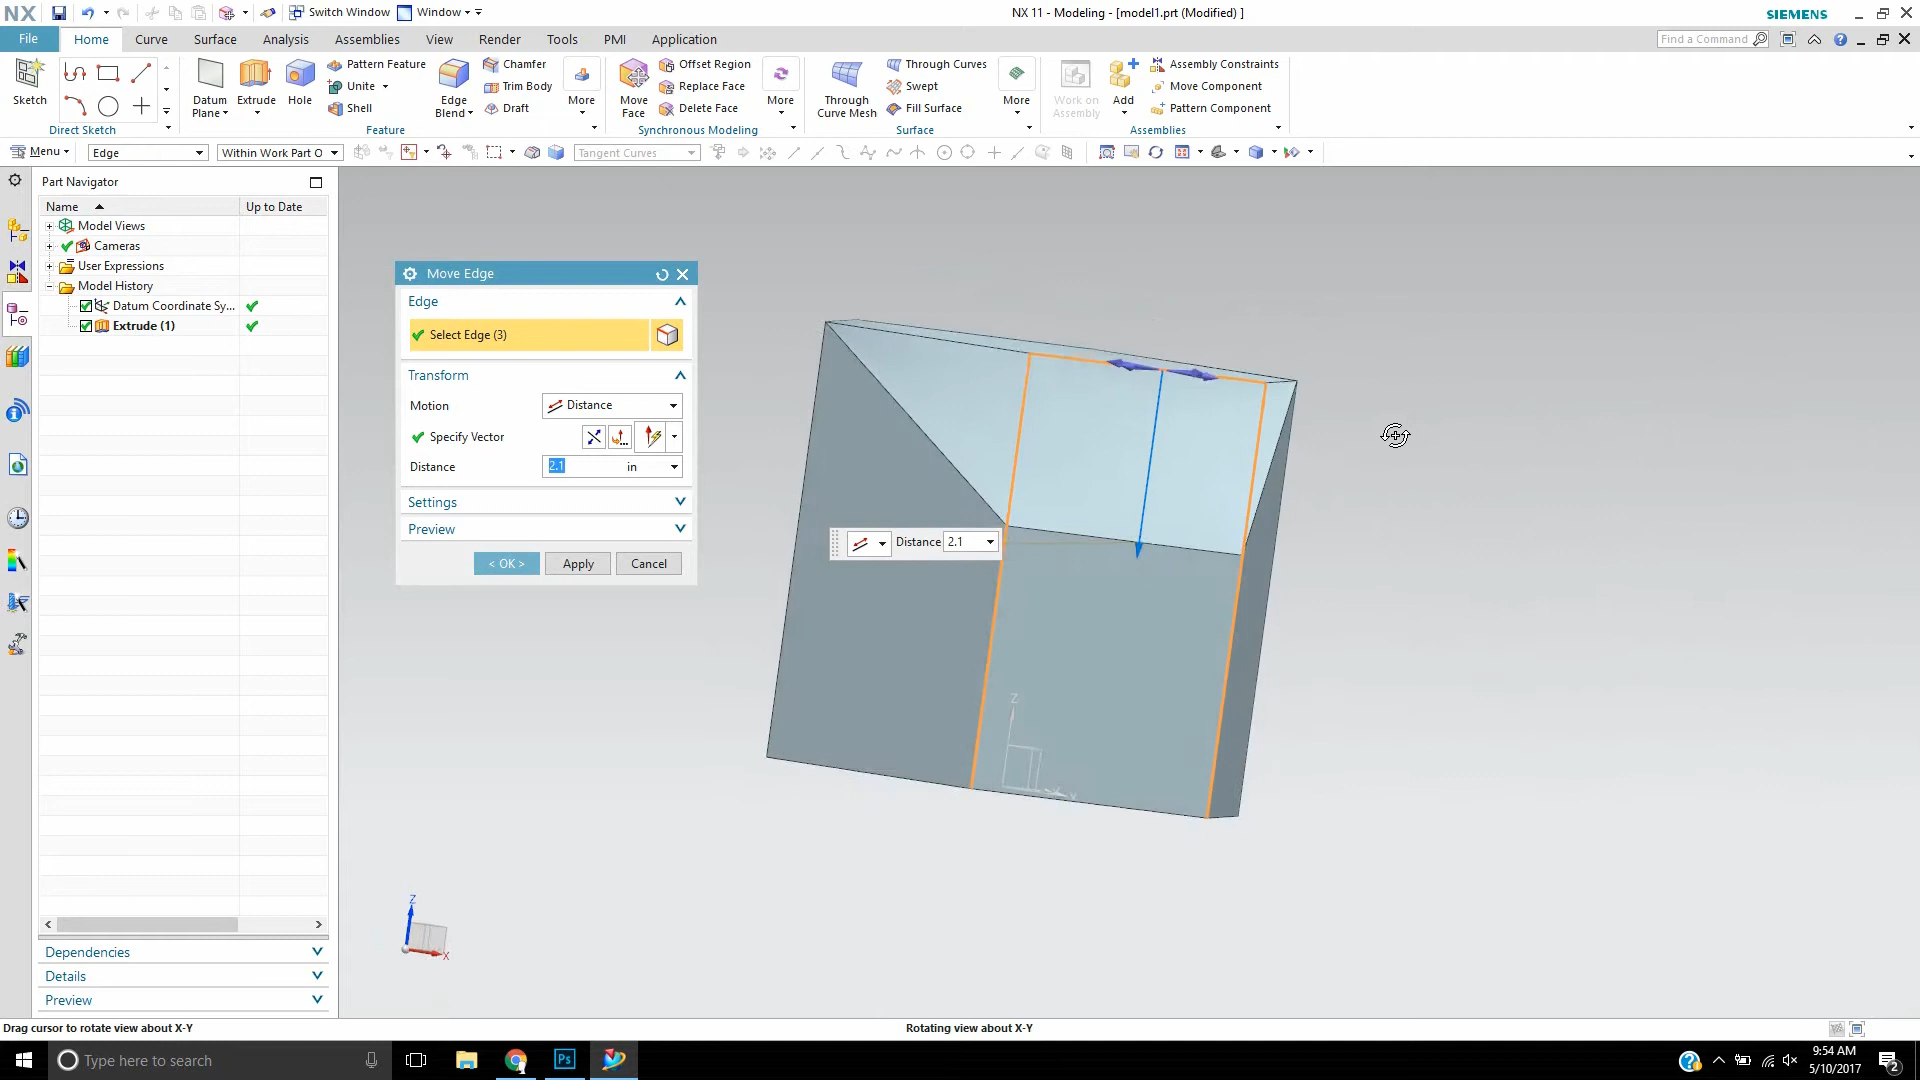 NX
Switch Window
Window
NX 11 - Modeling - [model1.prt (Modified) ]
SIEMENS
File
Home
Curve
Surface
Analysis
Assemblies
View
Render
Tools
PMI
Application
Find a Command
Sketch
Direct Sketch
Datum Plane
Extrude
Hole
Pattern Feature
Unite
Shell
Edge Blend
Chamfer
Trim Body
Draft
More
Feature
Move Face
Offset Region
Replace Face
Delete Face
More
Synchronous Modeling
Through Curve Mesh
Through Curves
Swept
Fill Surface
More
Surface
Work on Assembly
Add
Assembly Constraints
Move Component
Pattern Component
Assemblies
Menu
Edge
Within Work Part O
Tangent Curves
Part Navigator
Name
Up to Date
Model Views
Cameras
User Expressions
Model History
Datum Coordinate Sy...
Extrude (1)
Dependencies
Details
Preview
Move Edge
Edge
Select Edge (3)
Transform
Motion
Distance
Specify Vector
Distance
2.1
in
Settings
Preview
< OK >
Apply
Cancel
Distance
2.1
Z
Z
X
Drag cursor to rotate view about X-Y
Rotating view about X-Y
Type here to search
Ps
9:54 AM
5/10/2017
2